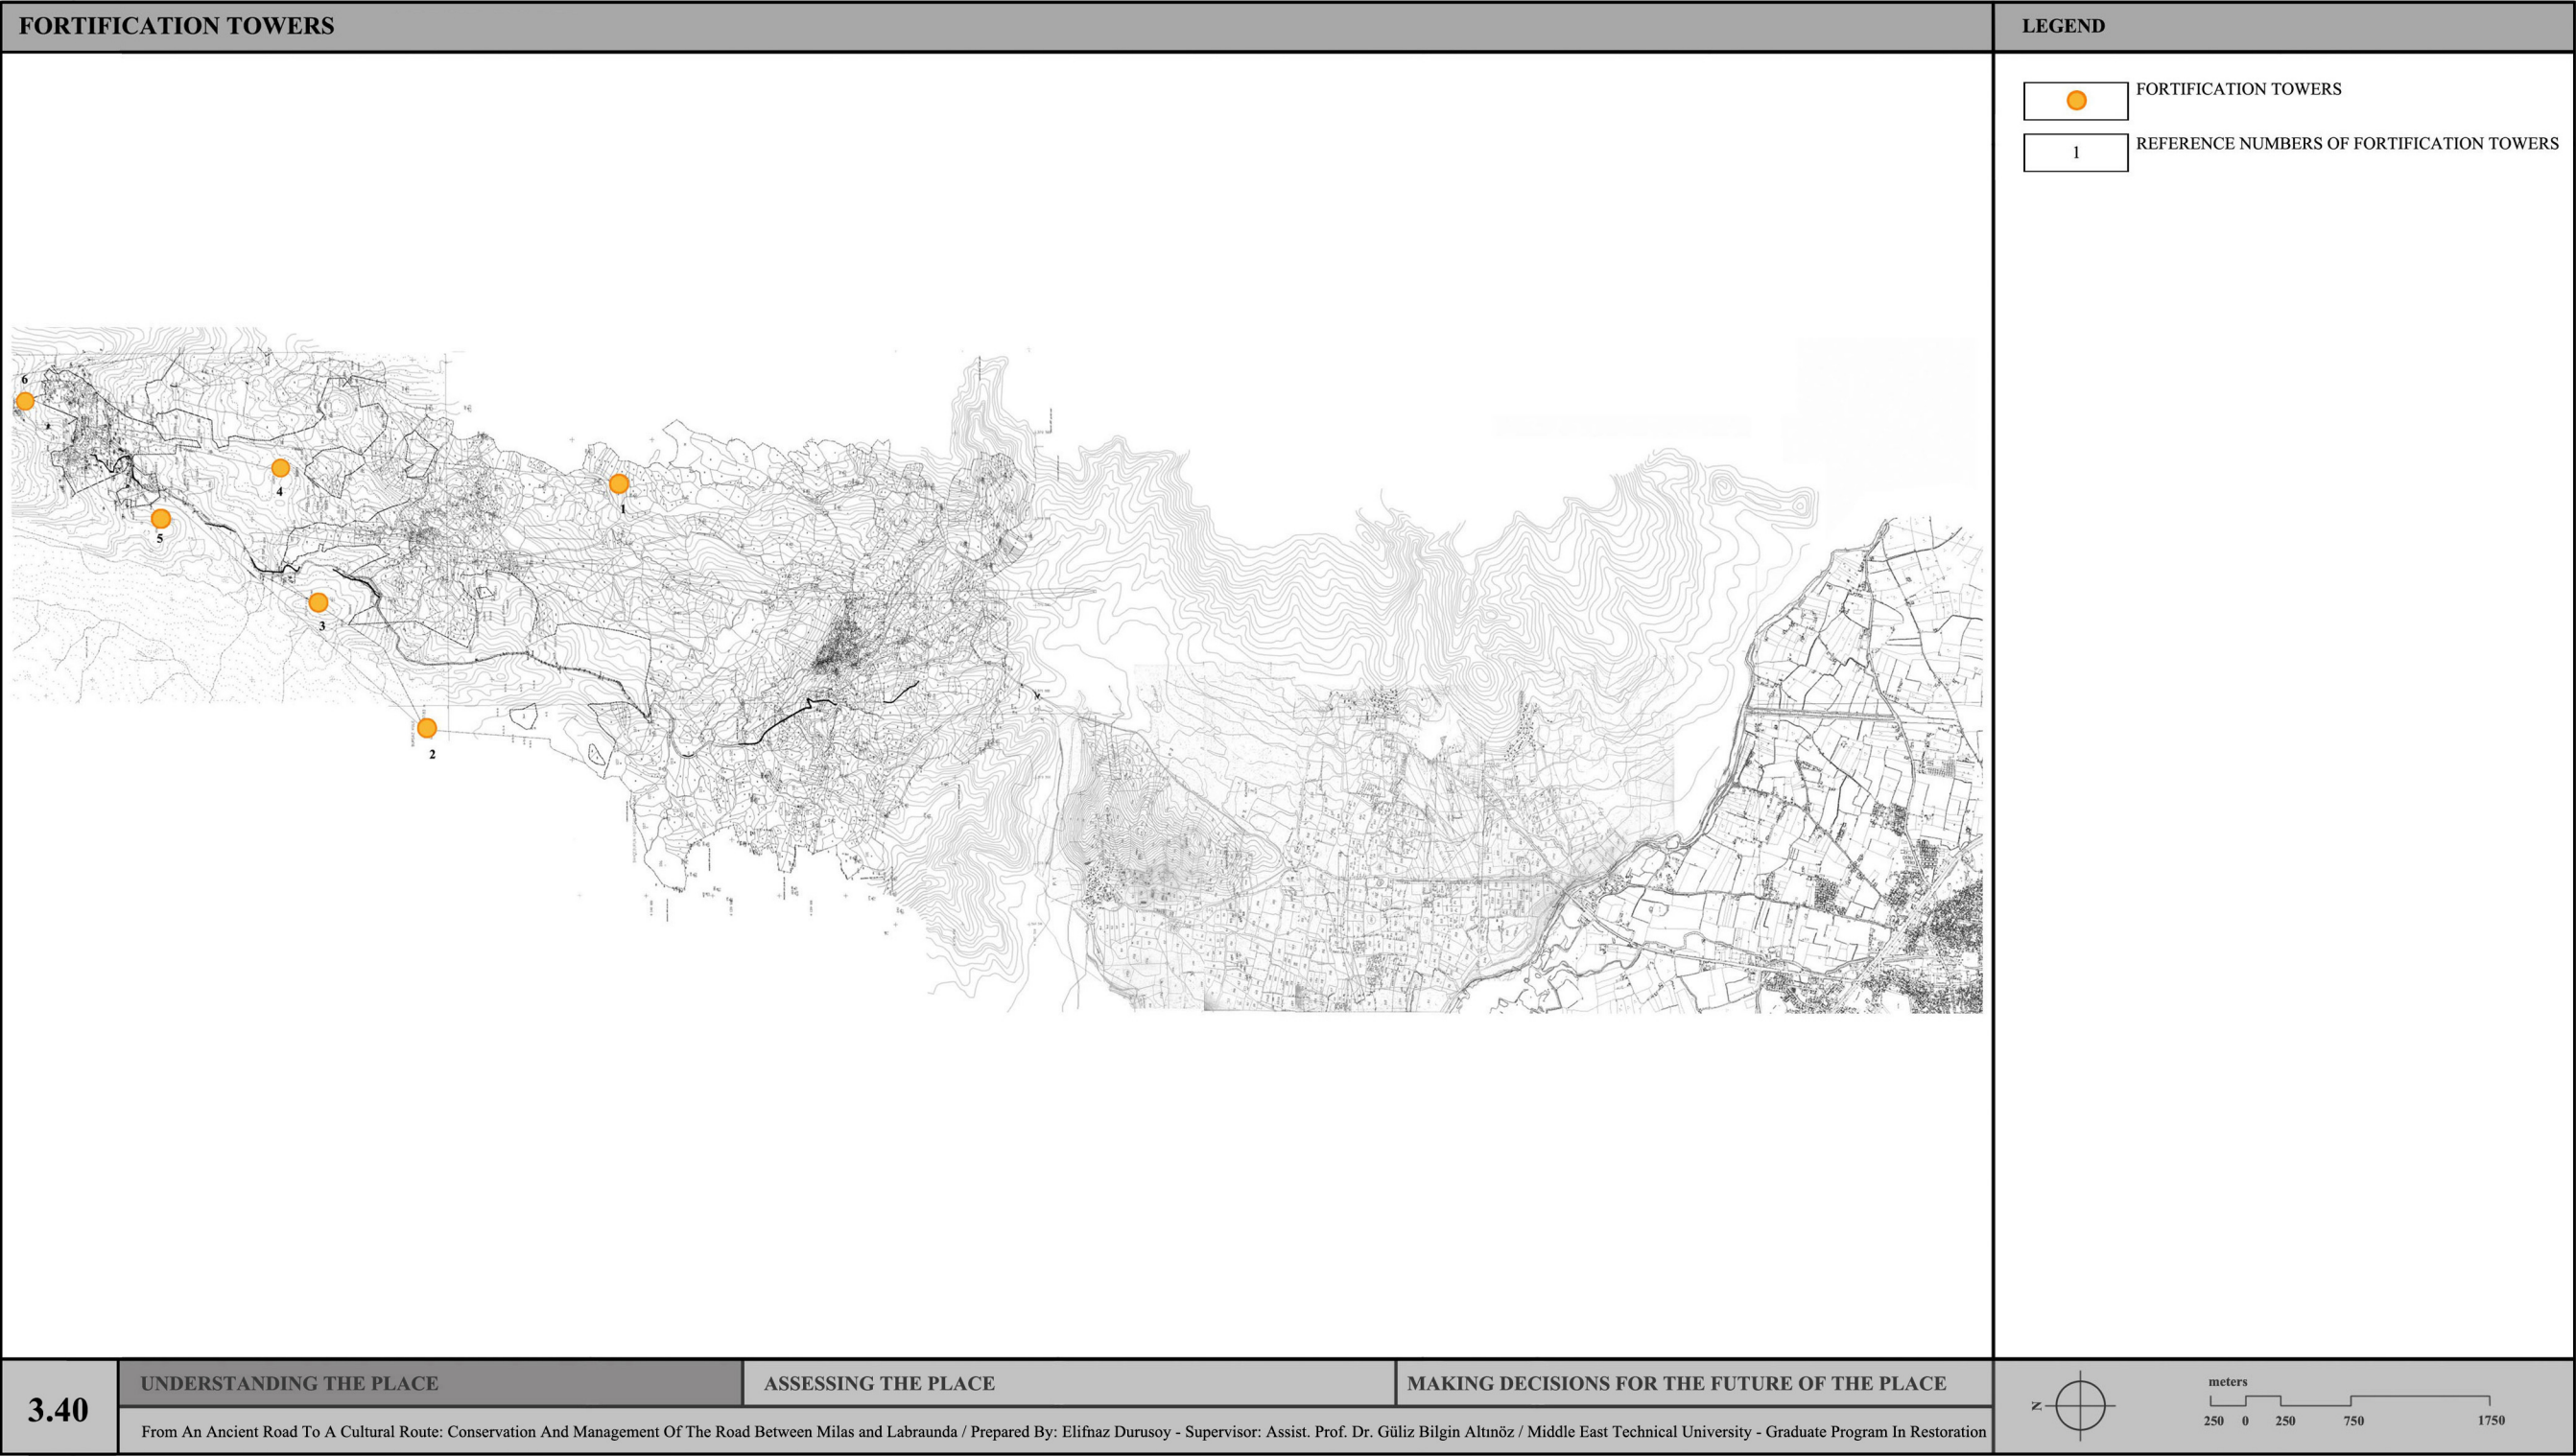 FORTIFICATION TOWERS
LEGEND
FORTIFICATION TOWERS
1
REFERENCE NUMBERS OF FORTIFICATION TOWERS
6
4
1
5
3
2
3.40
UNDERSTANDING THE PLACE
ASSESSING THE PLACE
MAKING DECISIONS FOR THE FUTURE OF THE PLACE
From An Ancient Road To A Cultural Route: Conservation And Management Of The Road Between Milas and Labraunda / Prepared By: Elifnaz Durusoy - Supervisor: Assist. Prof. Dr. Güliz Bilgin Altınöz / Middle East Technical University - Graduate Program In Restoration
N
meters
250 0 250 750 1750